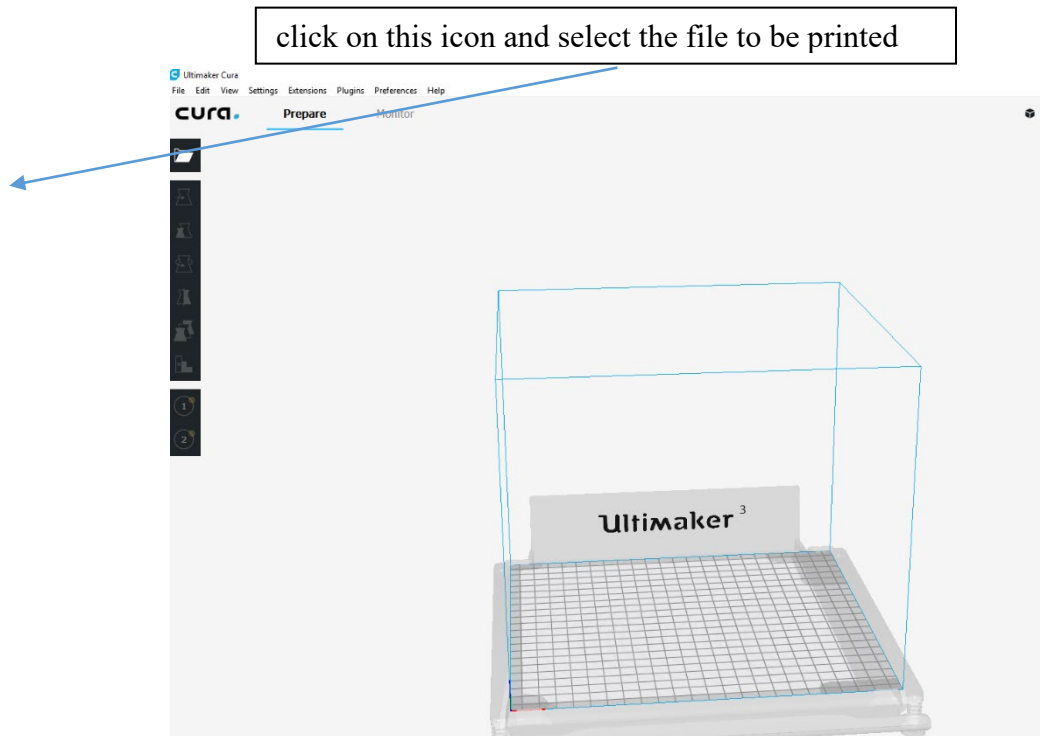 click on this icon and select the file to be printed
Ultimaker Cura
File Edit View Settings Extensions Plugins Preferences Help
cura. Prepare Monitor
1
2
Ultimaker 3